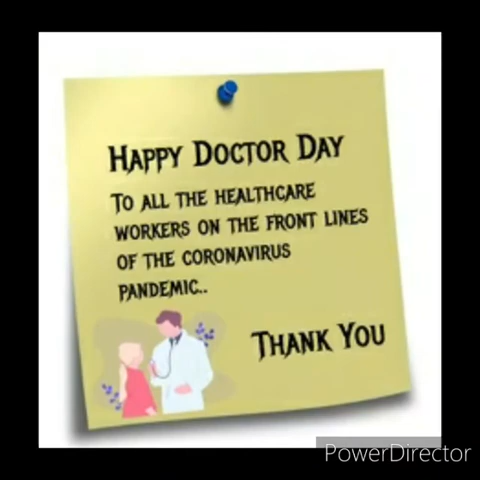 Happy Doctor Day
To all the healthcare
workers on the front lines
of the coronavirus
pandemic..
Thank You
PowerDirector